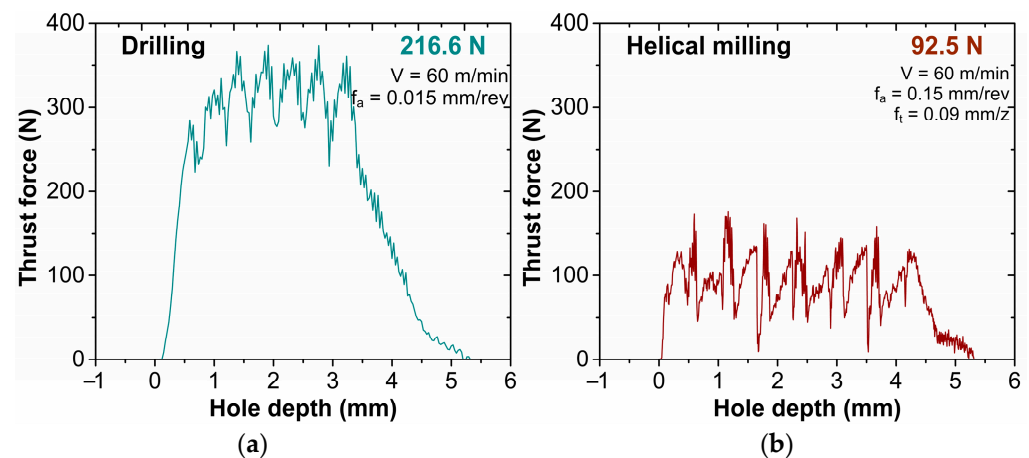 Drilling
216.6 N
V = 60 m/min
fₐ = 0.015 mm/rev
Thrust force (N)
400
300
200
100
0
−1 0 1 2 3 4 5 6
Hole depth (mm)
(a)
Helical milling
92.5 N
V = 60 m/min
fₐ = 0.15 mm/rev
fₜ = 0.09 mm/z
Thrust force (N)
400
300
200
100
0
−1 0 1 2 3 4 5 6
Hole depth (mm)
(b)